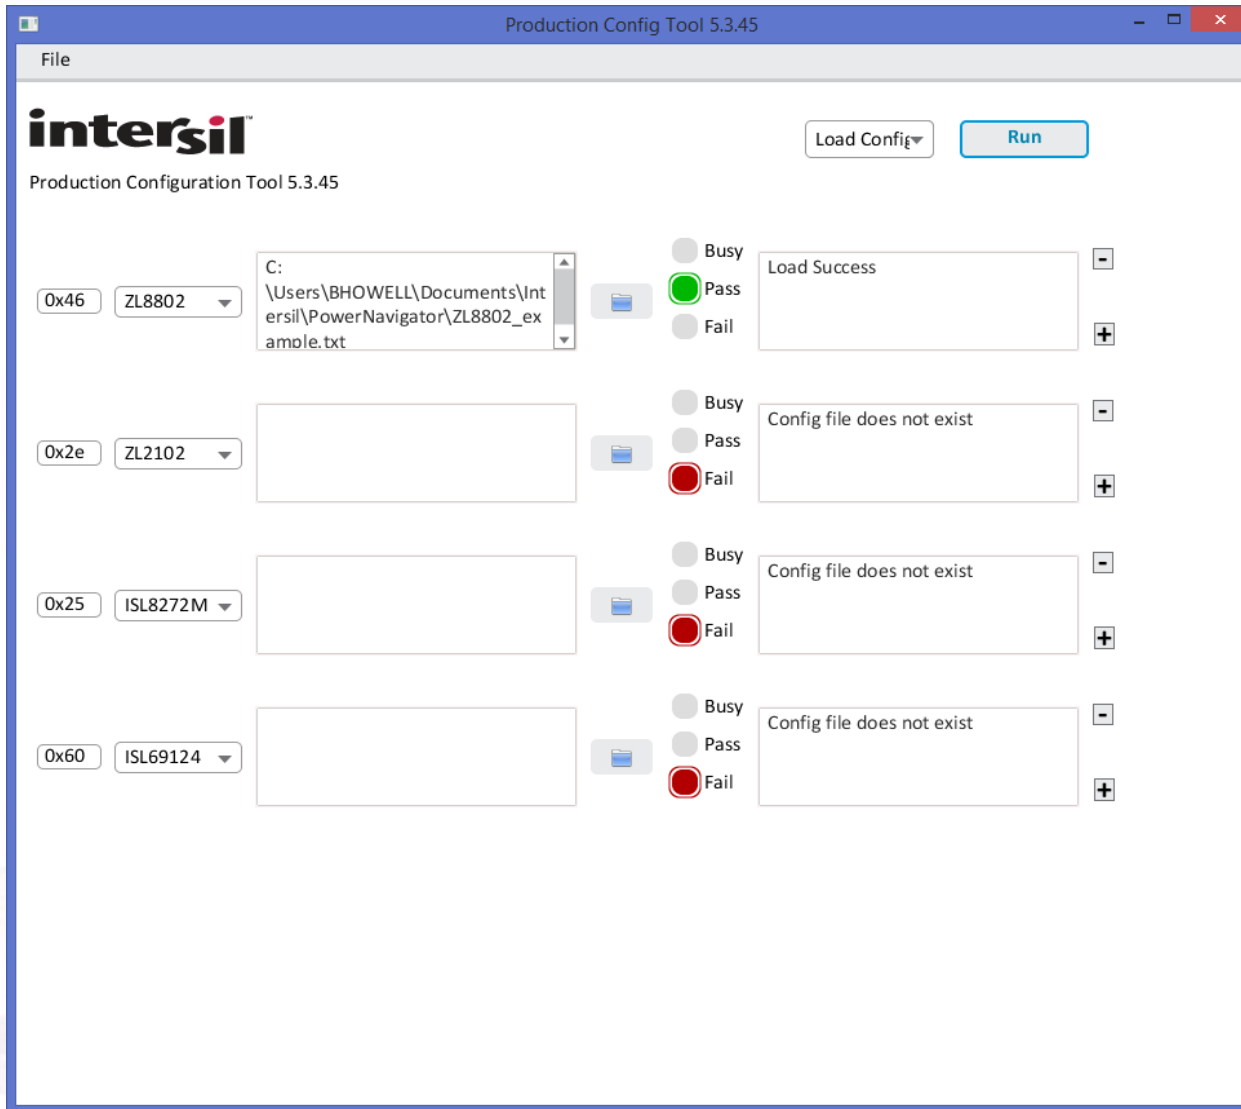 Production Config Tool 5.3.45
File
intersil™
Load Config
Run
Production Configuration Tool 5.3.45
0x46
ZL8802
C:
\Users\BHOWELL\Documents\Int
ersil\PowerNavigator\ZL8802_ex
ample.txt
Busy
Pass
Fail
Load Success
-
+
0x2e
ZL2102
Busy
Pass
Fail
Config file does not exist
-
+
0x25
ISL8272M
Busy
Pass
Fail
Config file does not exist
-
+
0x60
ISL69124
Busy
Pass
Fail
Config file does not exist
-
+